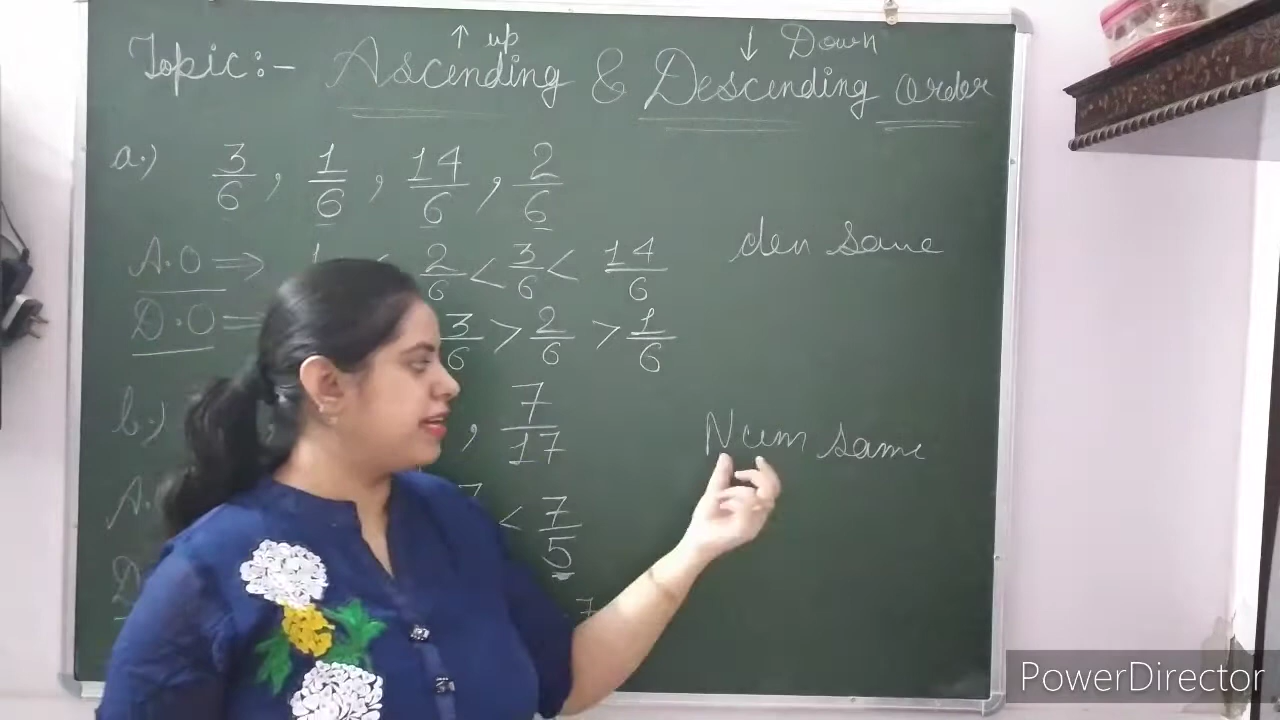 ↑ up ↓ Down
Topic:- Ascending & Descending order
a.) 3/6, 1/6, 14/6, 2/6
den same
A.O => 1 < 2/6 < 3/6 < 14/6
D.O = 3/6 > 2/6 > 1/6
b.) , 7/17
Num same
A. < 7/5
D
7
PowerDirector